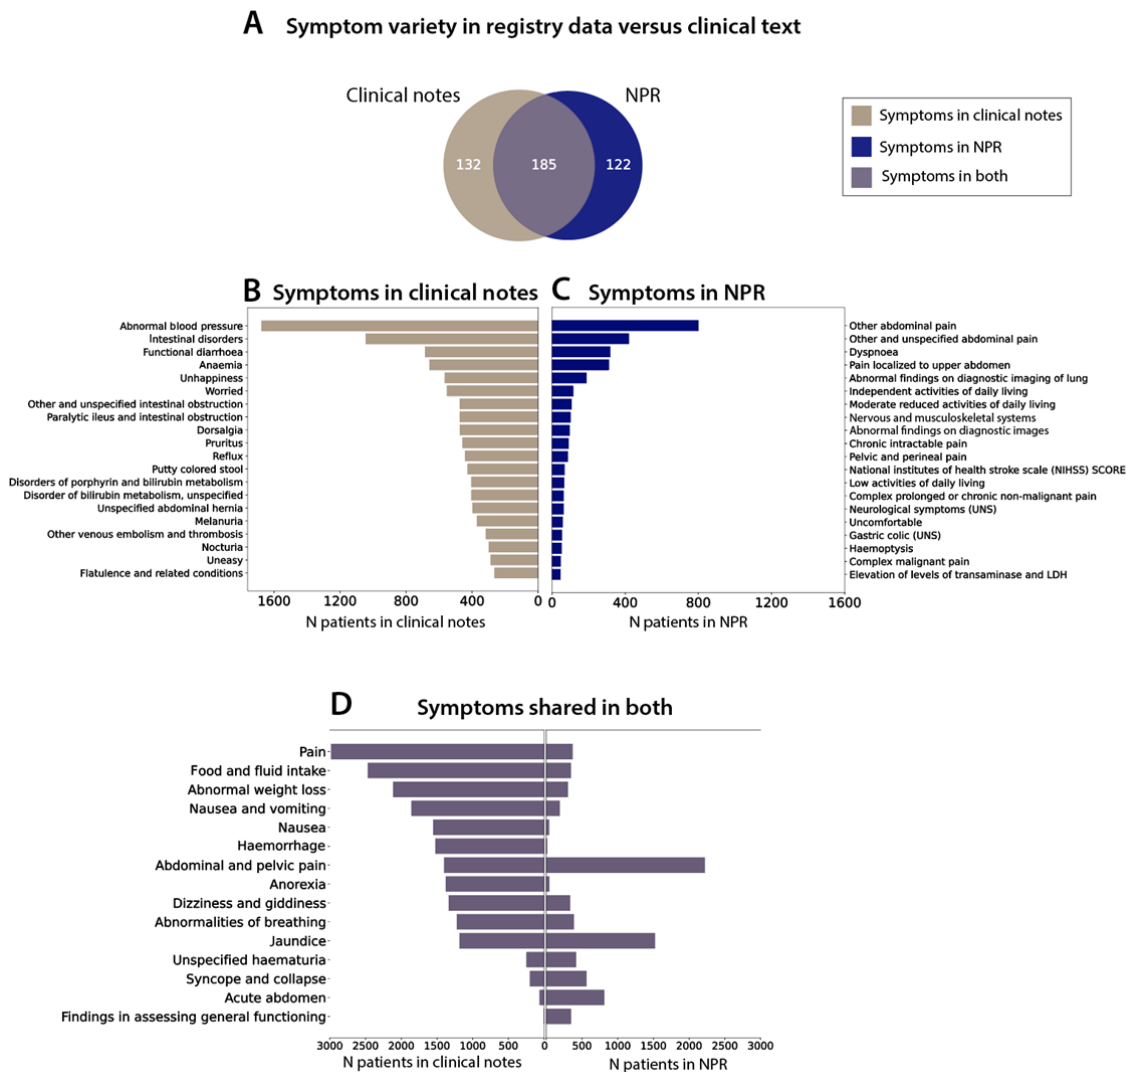 A Symptom variety in registry data versus clinical text
Clinical notes
NPR
132
185
122
Symptoms in clinical notes
Symptoms in NPR
Symptoms in both
B Symptoms in clinical notes
Abnormal blood pressure
Intestinal disorders
Functional diarrhoea
Anaemia
Unhappiness
Worried
Other and unspecified intestinal obstruction
Paralytic ileus and intestinal obstruction
Dorsalgia
Pruritus
Reflux
Putty colored stool
Disorders of porphyrin and bilirubin metabolism
Disorder of bilirubin metabolism, unspecified
Unspecified abdominal hernia
Melanuria
Other venous embolism and thrombosis
Nocturia
Uneasy
Flatulence and related conditions
1600 1200 800 400 0
N patients in clinical notes
C Symptoms in NPR
Other abdominal pain
Other and unspecified abdominal pain
Dyspnoea
Pain localized to upper abdomen
Abnormal findings on diagnostic imaging of lung
Independent activities of daily living
Moderate reduced activities of daily living
Nervous and musculoskeletal systems
Abnormal findings on diagnostic images
Chronic intractable pain
Pelvic and perineal pain
National institutes of health stroke scale (NIHSS) SCORE
Low activities of daily living
Complex prolonged or chronic non-malignant pain
Neurological symptoms (UNS)
Uncomfortable
Gastric colic (UNS)
Haemoptysis
Complex malignant pain
Elevation of levels of transaminase and LDH
0 400 800 1200 1600
N patients in NPR
D Symptoms shared in both
Pain
Food and fluid intake
Abnormal weight loss
Nausea and vomiting
Nausea
Haemorrhage
Abdominal and pelvic pain
Anorexia
Dizziness and giddiness
Abnormalities of breathing
Jaundice
Unspecified haematuria
Syncope and collapse
Acute abdomen
Findings in assessing general functioning
3000 2500 2000 1500 1000 500 0 500 1000 1500 2000 2500 3000
N patients in clinical notes
N patients in NPR